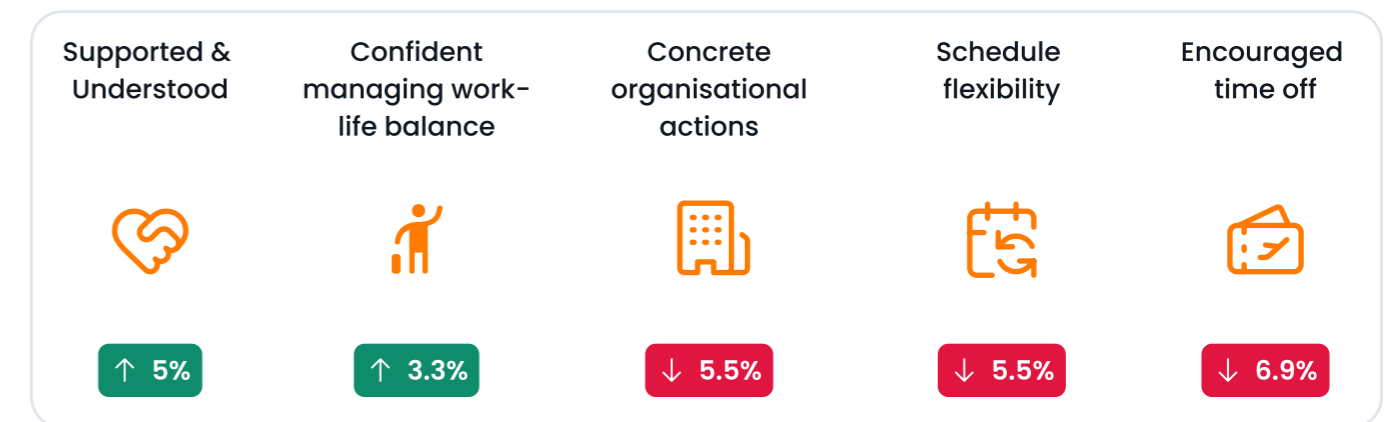 Supported &
Understood
Confident
managing work-
life balance
Concrete
organisational
actions
Schedule
flexibility
Encouraged
time off
↑ 5%
↑ 3.3%
↓ 5.5%
↓ 5.5%
↓ 6.9%